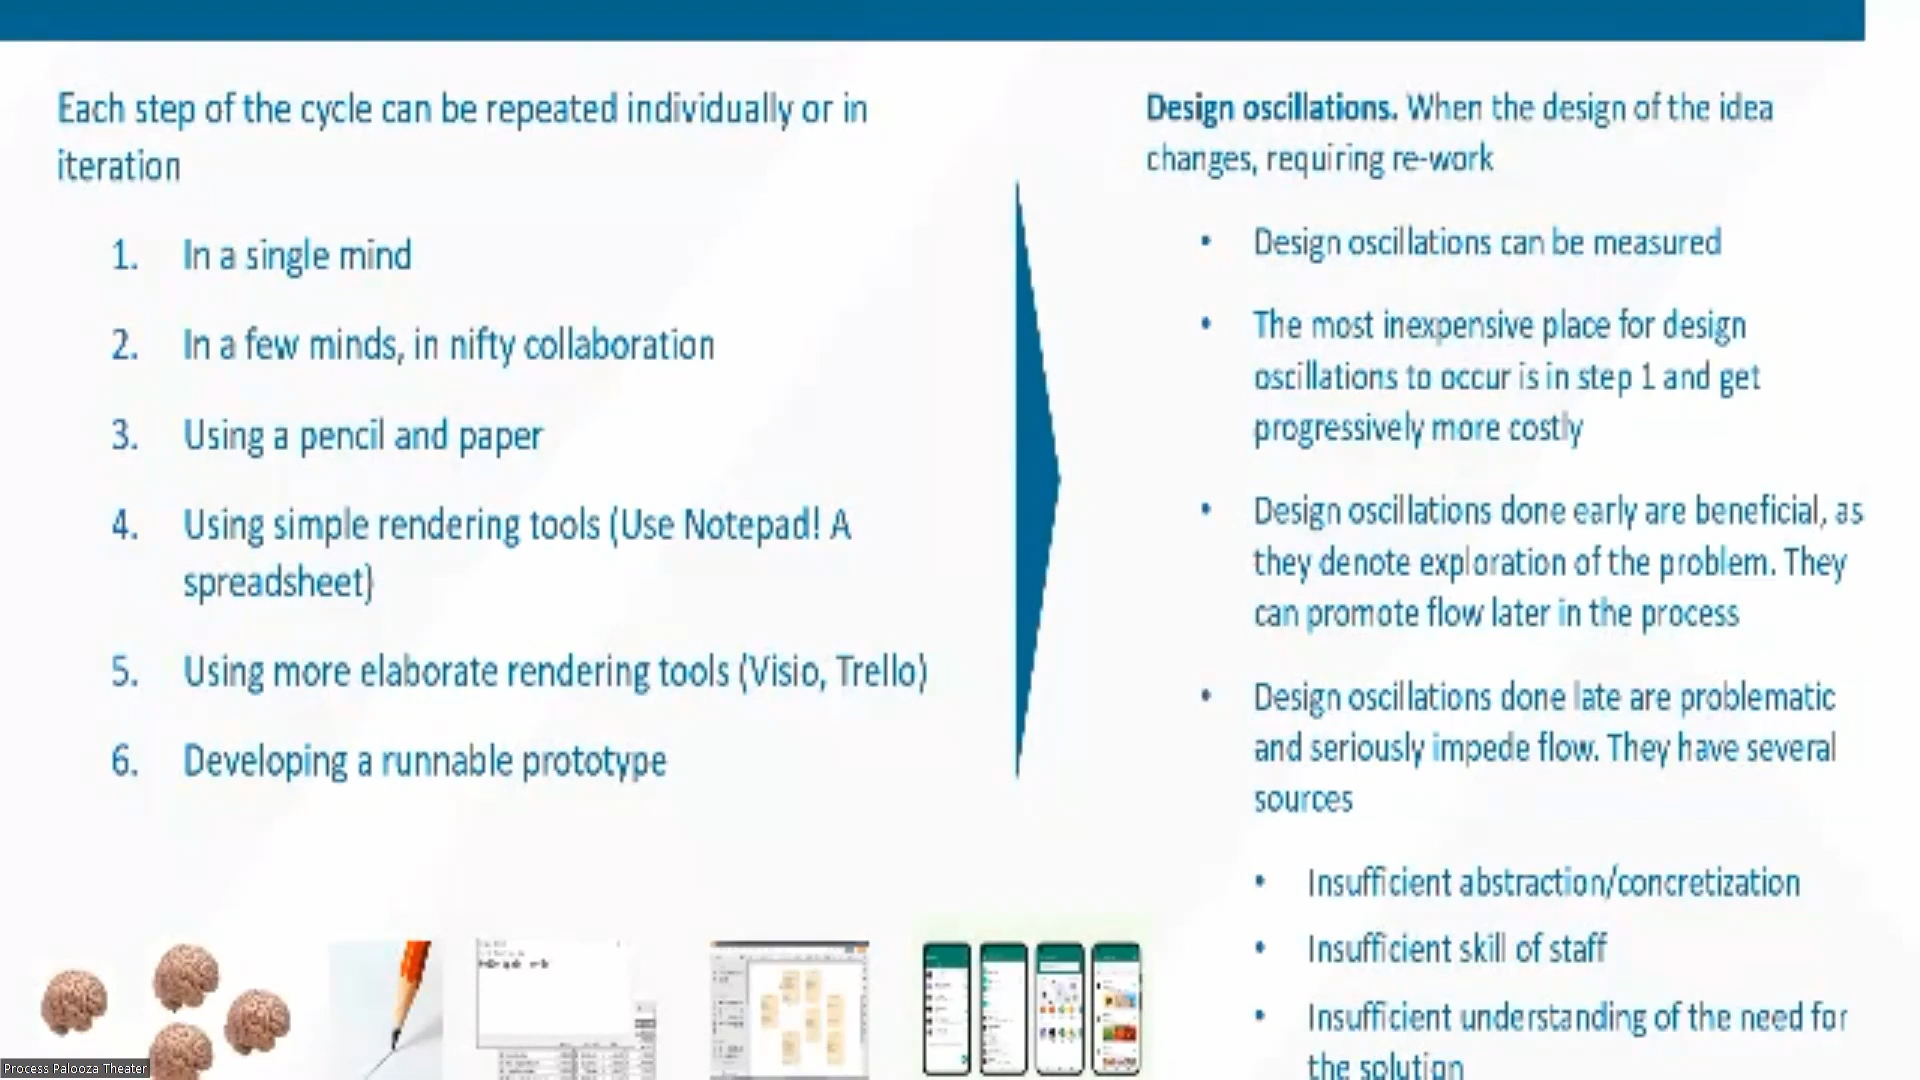 Each step of the cycle can be repeated individually or in
iteration
1. In a single mind
2. In a few minds, in nifty collaboration
3. Using a pencil and paper
4. Using simple rendering tools (Use Notepad! A
spreadsheet)
5. Using more elaborate rendering tools (Visio, Trello)
6. Developing a runnable prototype
Design oscillations. When the design of the idea
changes, requiring re-work
• Design oscillations can be measured
• The most inexpensive place for design
oscillations to occur is in step 1 and get
progressively more costly
• Design oscillations done early are beneficial, as
they denote exploration of the problem. They
can promote flow later in the process
• Design oscillations done late are problematic
and seriously impede flow. They have several
sources
• Insufficient abstraction/concretization
• Insufficient skill of staff
• Insufficient understanding of the need for
the solution
Process Palooza Theater